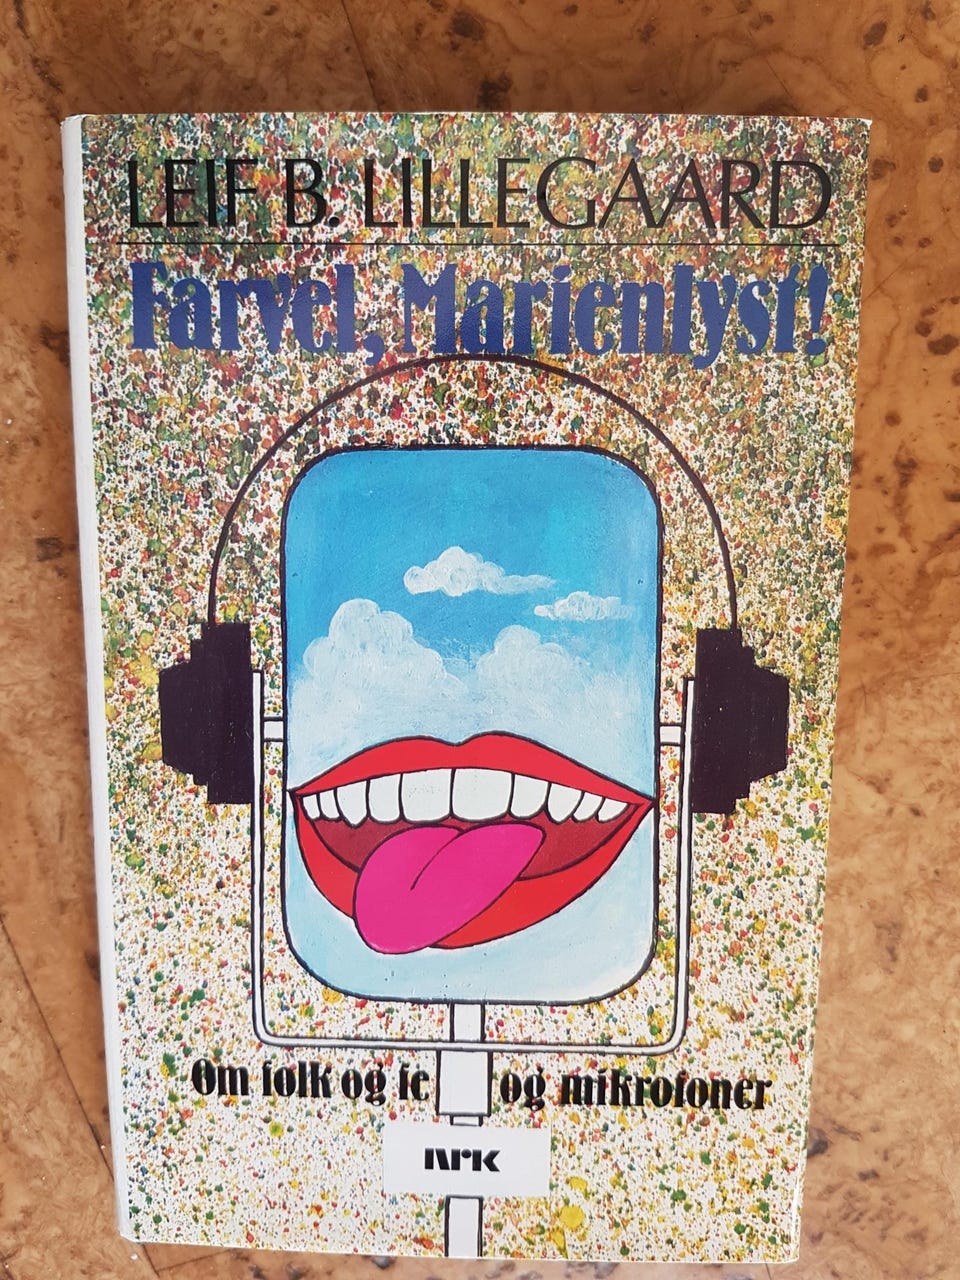 LEIF B. LILLEGAARD
Farvel, Marienlyst!
Om folk og fe og mikrofoner
NRK